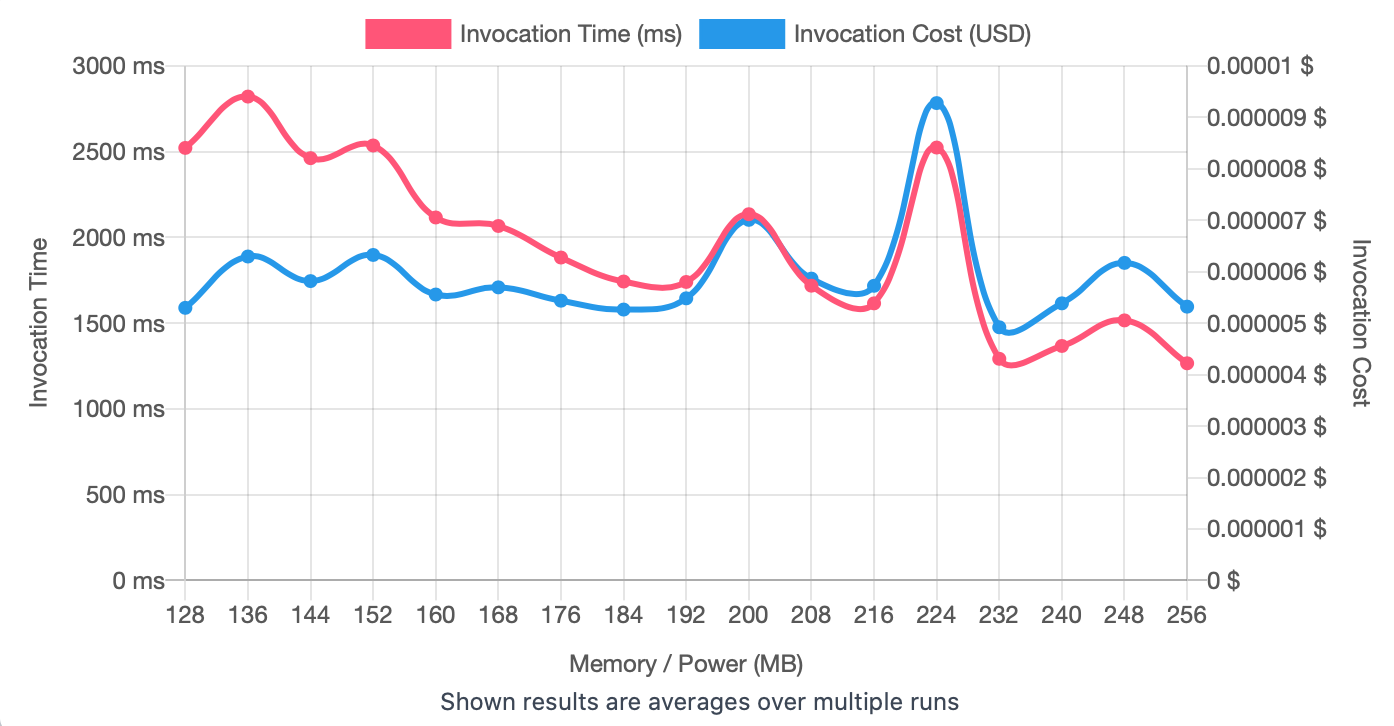 Invocation Time (ms) Invocation Cost (USD)
3000 ms 0.00001 $
0.000009 $
2500 ms
0.000008 $
2000 ms 0.000007 $
0.000006 $
1500 ms 0.000005 $
0.000004 $
1000 ms
0.000003 $
500 ms 0.000002 $
0.000001 $
0 ms 0 $
Invocation Time
Invocation Cost
128 136 144 152 160 168 176 184 192 200 208 216 224 232 240 248 256
Memory / Power (MB)
Shown results are averages over multiple runs